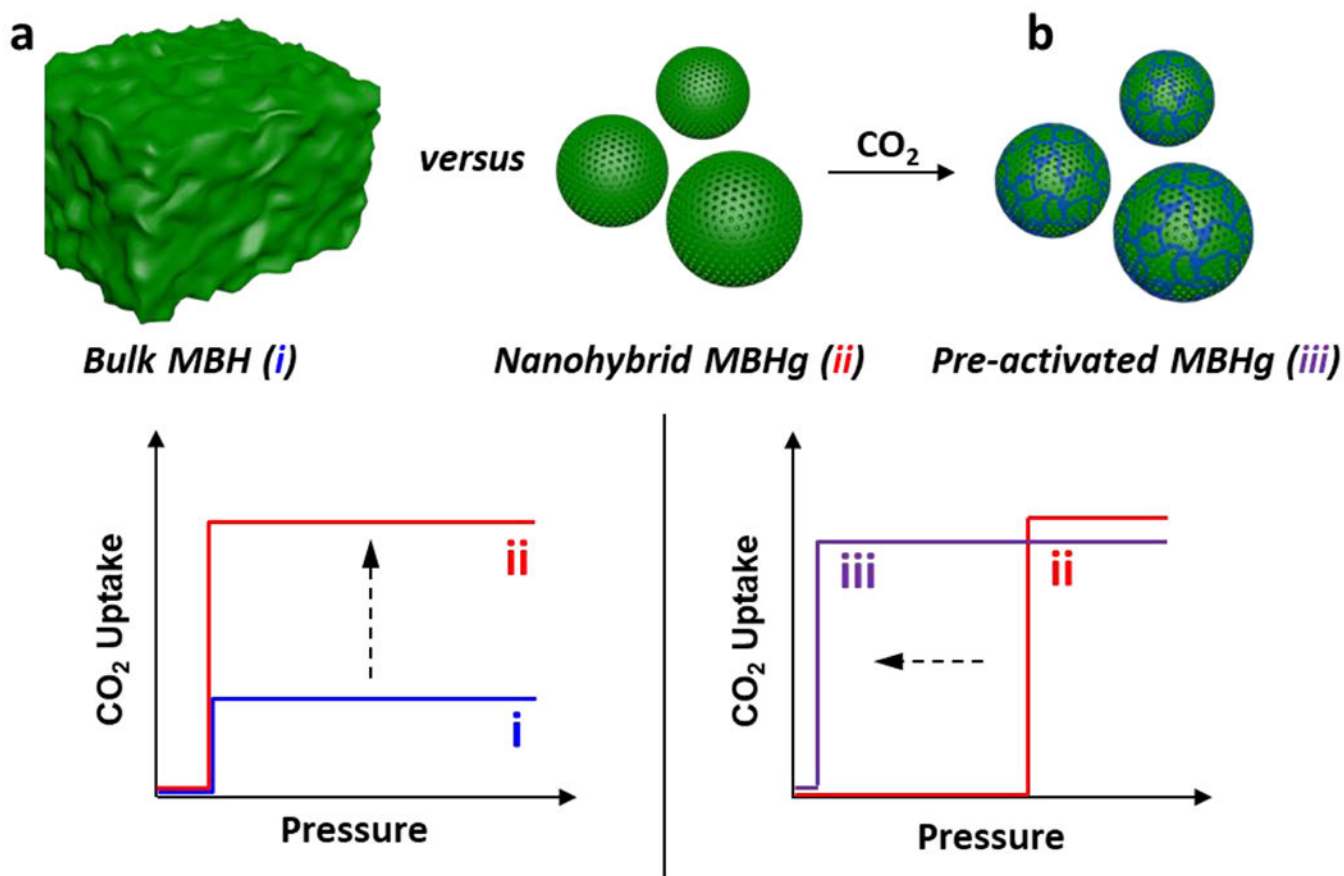 a
b
versus
CO₂
Bulk MBH (i)
Nanohybrid MBHg (ii)
Pre-activated MBHg (iii)
CO₂ Uptake
ii
i
Pressure
CO₂ Uptake
iii
ii
Pressure